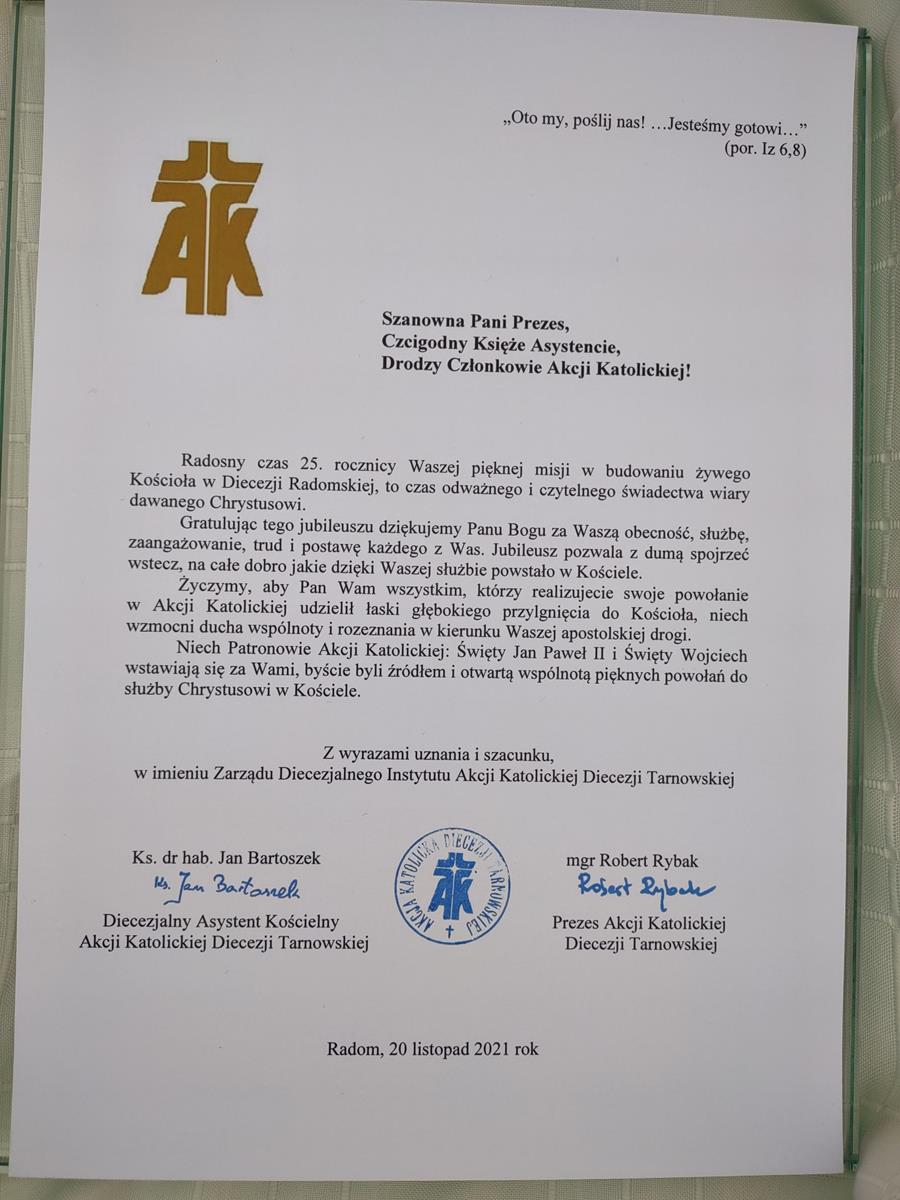 „Oto my, poślij nas! …Jesteśmy gotowi…”
(por. Iz 6,8)
AK
Szanowna Pani Prezes,
Czcigodny Księże Asystencie,
Drodzy Członkowie Akcji Katolickiej!
Radosny czas 25. rocznicy Waszej pięknej misji w budowaniu żywego
Kościoła w Diecezji Radomskiej, to czas odważnego i czytelnego świadectwa wiary
dawanego Chrystusowi.
Gratulując tego jubileuszu dziękujemy Panu Bogu za Waszą obecność, służbę,
zaangażowanie, trud i postawę każdego z Was. Jubileusz pozwala z dumą spojrzeć
wstecz, na całe dobro jakie dzięki Waszej służbie powstało w Kościele.
Życzymy, aby Pan Wam wszystkim, którzy realizujecie swoje powołanie
w Akcji Katolickiej udzielił łaski głębokiego przylgnięcia do Kościoła, niech
wzmocni ducha wspólnoty i rozeznania w kierunku Waszej apostolskiej drogi.
Niech Patronowie Akcji Katolickiej: Święty Jan Paweł II i Święty Wojciech
wstawiają się za Wami, byście byli źródłem i otwartą wspólnotą pięknych powołań do
służby Chrystusowi w Kościele.
Z wyrazami uznania i szacunku,
w imieniu Zarządu Diecezjalnego Instytutu Akcji Katolickiej Diecezji Tarnowskiej
Ks. dr hab. Jan Bartoszek
Ks. Jan Bartoszek
Diecezjalny Asystent Kościelny
Akcji Katolickiej Diecezji Tarnowskiej
AKCJA KATOLICKA DIECEZJI TARNOWSKIEJ
AK
mgr Robert Rybak
Robert Rybak
Prezes Akcji Katolickiej
Diecezji Tarnowskiej
Radom, 20 listopad 2021 rok